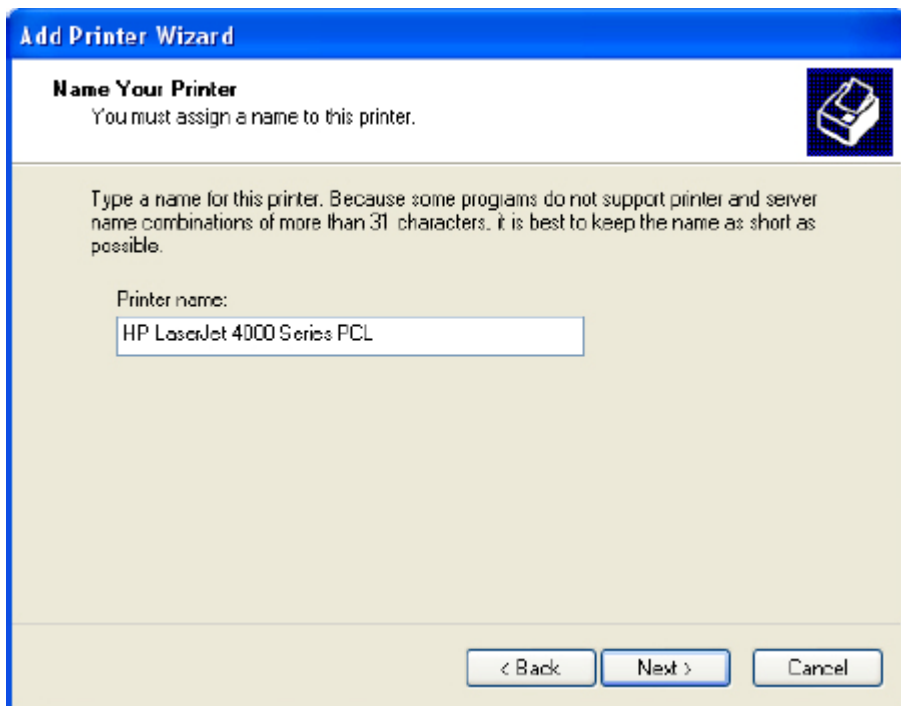 Add Printer Wizard
Name Your Printer
You must assign a name to this printer.
Type a name for this printer. Because some programs do not support printer and server
name combinations of more than 31 characters, it is best to keep the name as short as
possible.
Printer name:
HP LaserJet 4000 Series PCL
< Back
Next >
Cancel